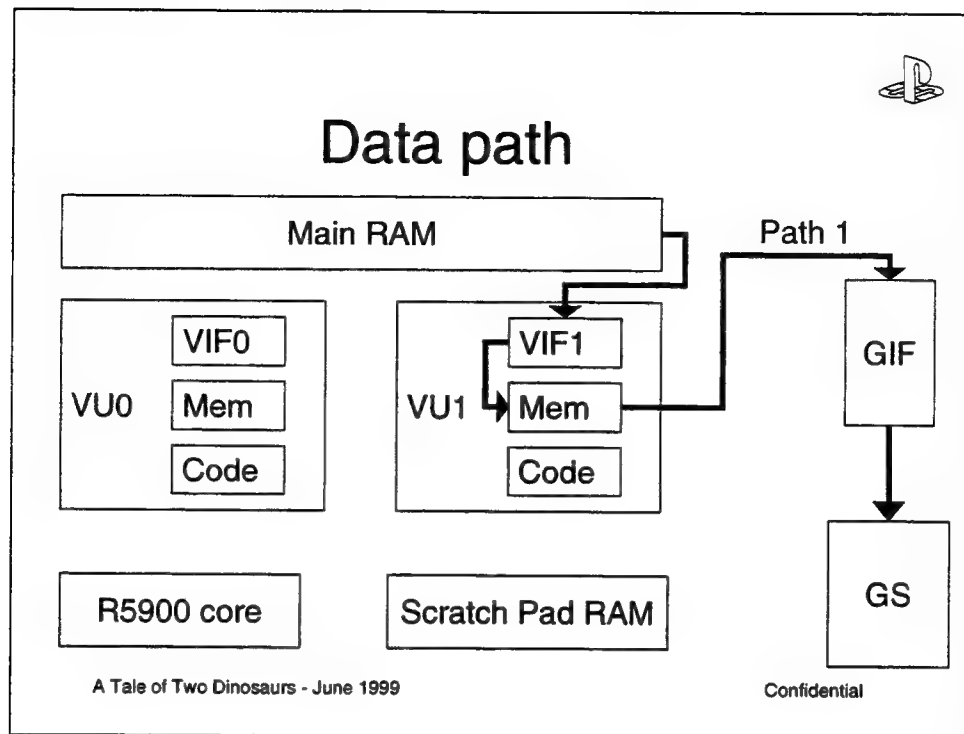 Data path
Main RAM
Path 1
VIF0
VU0
Mem
Code
VIF1
VU1
Mem
Code
GIF
R5900 core
Scratch Pad RAM
GS
A Tale of Two Dinosaurs - June 1999
Confidential